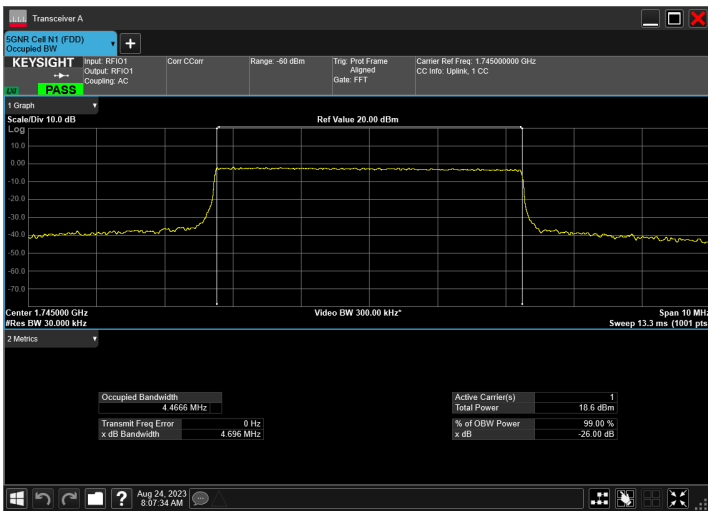 Transceiver A
5GNR Cell N1 (FDD)
Occupied BW
KEYSIGHT
LXI
PASS
Input: RFIO1
Output: RFIO1
Coupling: AC
Corr CCorr
Range: -60 dBm
Trig: Prot Frame
Aligned
Gate: FFT
Carrier Ref Freq: 1.745000000 GHz
CC Info: Uplink, 1 CC
1 Graph
Scale/Div 10.0 dB
Ref Value 20.00 dBm
Log
10.0
0.00
-10.0
-20.0
-30.0
-40.0
-50.0
-60.0
-70.0
Center 1.745000 GHz
Video BW 300.00 kHz*
Span 10 MHz
#Res BW 30.000 kHz
Sweep 13.3 ms (1001 pts
2 Metrics
Occupied Bandwidth
4.4666 MHz
Transmit Freq Error 0 Hz
x dB Bandwidth 4.696 MHz
Active Carrier(s) 1
Total Power 18.6 dBm
% of OBW Power 99.00 %
x dB -26.00 dB
?
Aug 24, 2023
8:07:34 AM